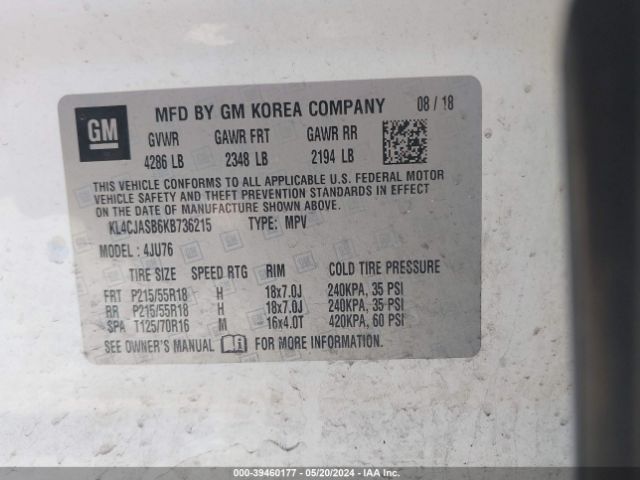 GM
MFD BY GM KOREA COMPANY 08 / 18
GVWR GAWR FRT GAWR RR
4286 LB 2348 LB 2194 LB
THIS VEHICLE CONFORMS TO ALL APPLICABLE U.S. FEDERAL MOTOR
VEHICLE SAFETY AND THEFT PREVENTION STANDARDS IN EFFECT
ON THE DATE OF MANUFACTURE SHOWN ABOVE.
KL4CJASB6KB736215 TYPE: MPV
MODEL: 4JU76
TIRE SIZE SPEED RTG RIM COLD TIRE PRESSURE
FRT P215/55R18 H 18x7.0J 240KPA, 35 PSI
RR P215/55R18 H 18x7.0J 240KPA, 35 PSI
SPA T125/70R16 M 16x4.0T 420KPA, 60 PSI
SEE OWNER'S MANUAL FOR MORE INFORMATION.
000-39460177 - 05/20/2024 - IAA Inc.